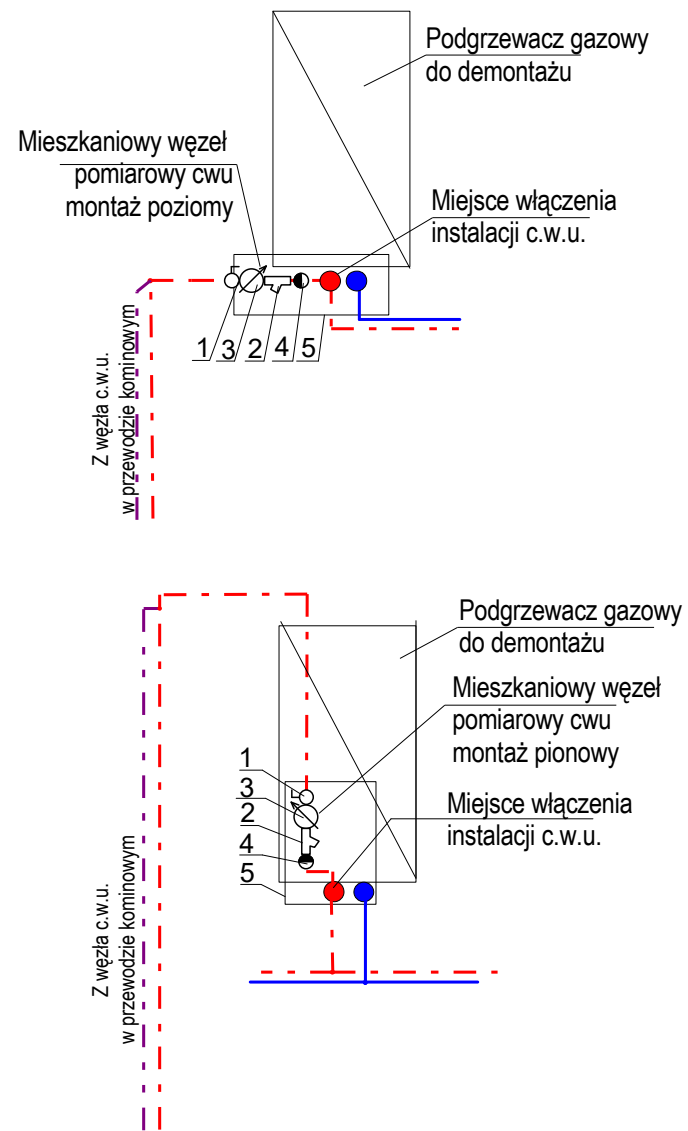 Podgrzewacz gazowy
do demontażu
Mieszkaniowy węzeł
pomiarowy cwu
montaż poziomy
Miejsce włączenia
instalacji c.w.u.
1 3 2 4 5
Z węzła c.w.u.
w przewodzie kominowym
Podgrzewacz gazowy
do demontażu
Mieszkaniowy węzeł
pomiarowy cwu
montaż pionowy
1
3
2
4
5
Miejsce włączenia
instalacji c.w.u.
Z węzła c.w.u.
w przewodzie kominowym